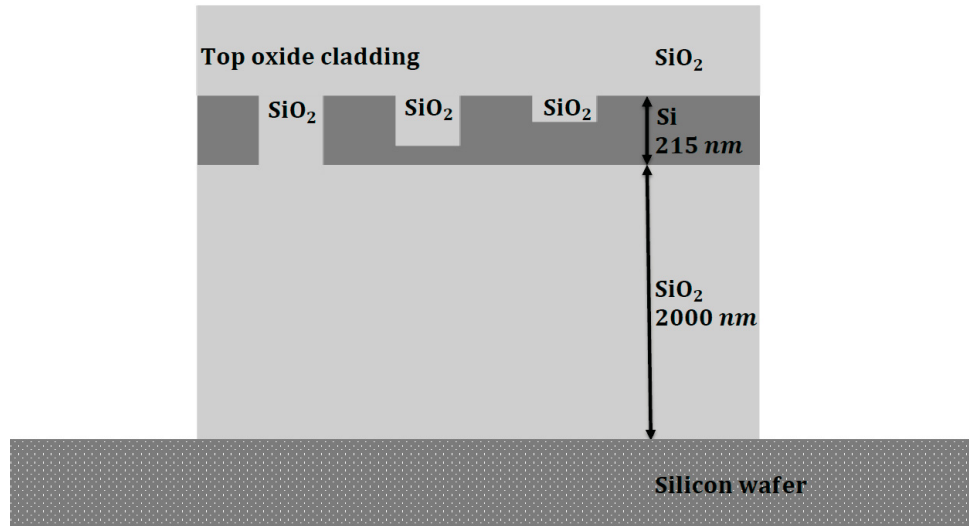 Top oxide cladding
SiO₂
SiO₂
SiO₂
SiO₂
Si
215 nm
SiO₂
2000 nm
Silicon wafer